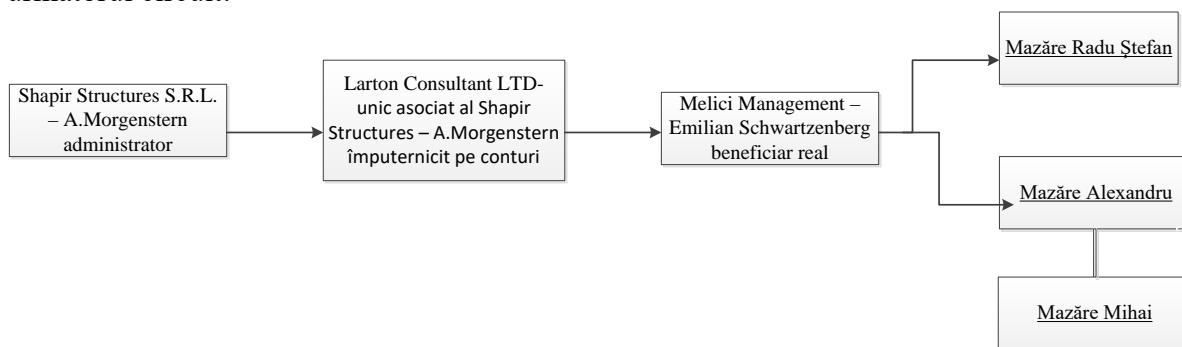 Mazăre Radu Ștefan
Shapir Structures S.R.L.
– A.Morgenstern
administrator
Larton Consultant LTD-
unic asociat al Shapir
Structures – A.Morgenstern
împuternicit pe conturi
Melici Management –
Emilian Schwartzenberg
beneficiar real
Mazăre Alexandru
Mazăre Mihai